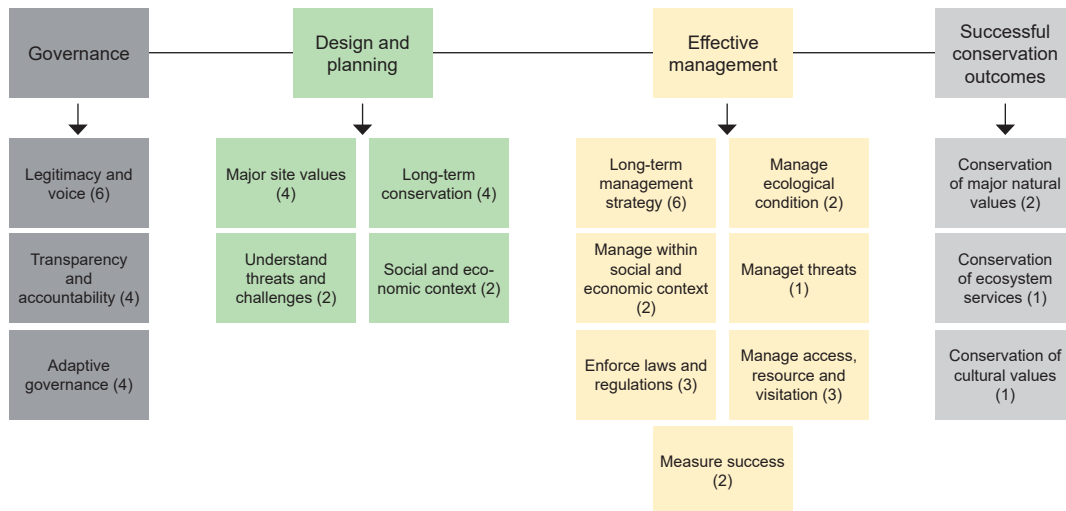 Governance
Design and
planning
Effective
management
Successful
conservation
outcomes
Legitimacy and
voice (6)
Transparency
and
accountability (4)
Adaptive
governance (4)
Major site values
(4)
Long-term
conservation (4)
Understand
threats and
challenges (2)
Social and eco-
nomic context (2)
Long-term
management
strategy (6)
Manage
ecological
condition (2)
Manage within
social and
economic context
(2)
Managet threats
(1)
Enforce laws and
regulations (3)
Manage access,
resource and
visitation (3)
Measure success
(2)
Conservation
of major natural
values (2)
Conservation
of ecosystem
services (1)
Conservation of
cultural values
(1)